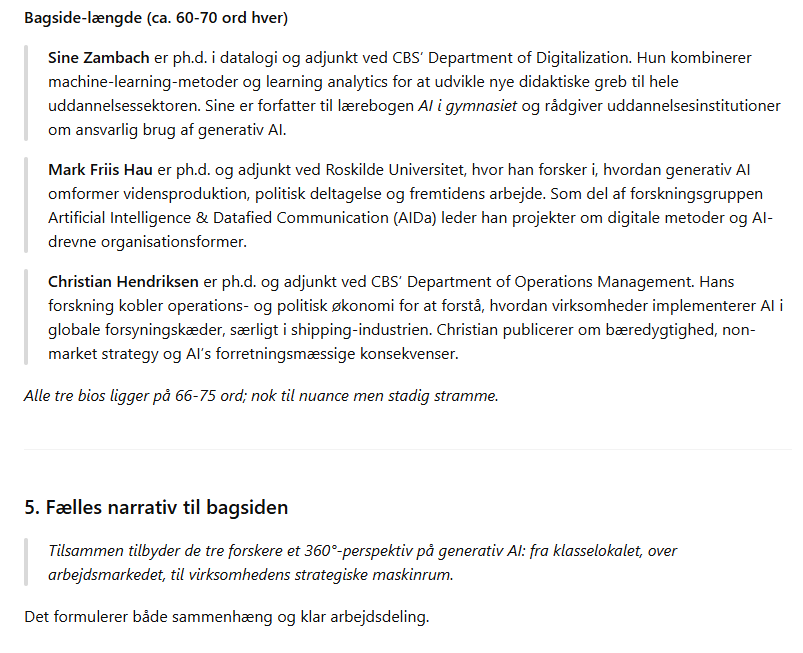 Bagside-længde (ca. 60-70 ord hver)
Sine Zambach er ph.d. i datalogi og adjunkt ved CBS’ Department of Digitalization. Hun kombinerer
machine-learning-metoder og learning analytics for at udvikle nye didaktiske greb til hele
uddannelsessektoren. Sine er forfatter til lærebogen AI i gymnasiet og rådgiver uddannelsesinstitutioner
om ansvarlig brug af generativ AI.
Mark Friis Hau er ph.d. og adjunkt ved Roskilde Universitet, hvor han forsker i, hvordan generativ AI
omformer vidensproduktion, politisk deltagelse og fremtidens arbejde. Som del af forskningsgruppen
Artificial Intelligence & Datafied Communication (AIDa) leder han projekter om digitale metoder og AI-
drevne organisationsformer.
Christian Hendriksen er ph.d. og adjunkt ved CBS’ Department of Operations Management. Hans
forskning kobler operations- og politisk økonomi for at forstå, hvordan virksomheder implementerer AI i
globale forsyningskæder, særligt i shipping-industrien. Christian publicerer om bæredygtighed, non-
market strategy og AI’s forretningsmæssige konsekvenser.
Alle tre bios ligger på 66-75 ord; nok til nuance men stadig stramme.
5. Fælles narrativ til bagsiden
Tilsammen tilbyder de tre forskere et 360°-perspektiv på generativ AI: fra klasselokalet, over
arbejdsmarkedet, til virksomhedens strategiske maskinrum.
Det formulerer både sammenhæng og klar arbejdsdeling.